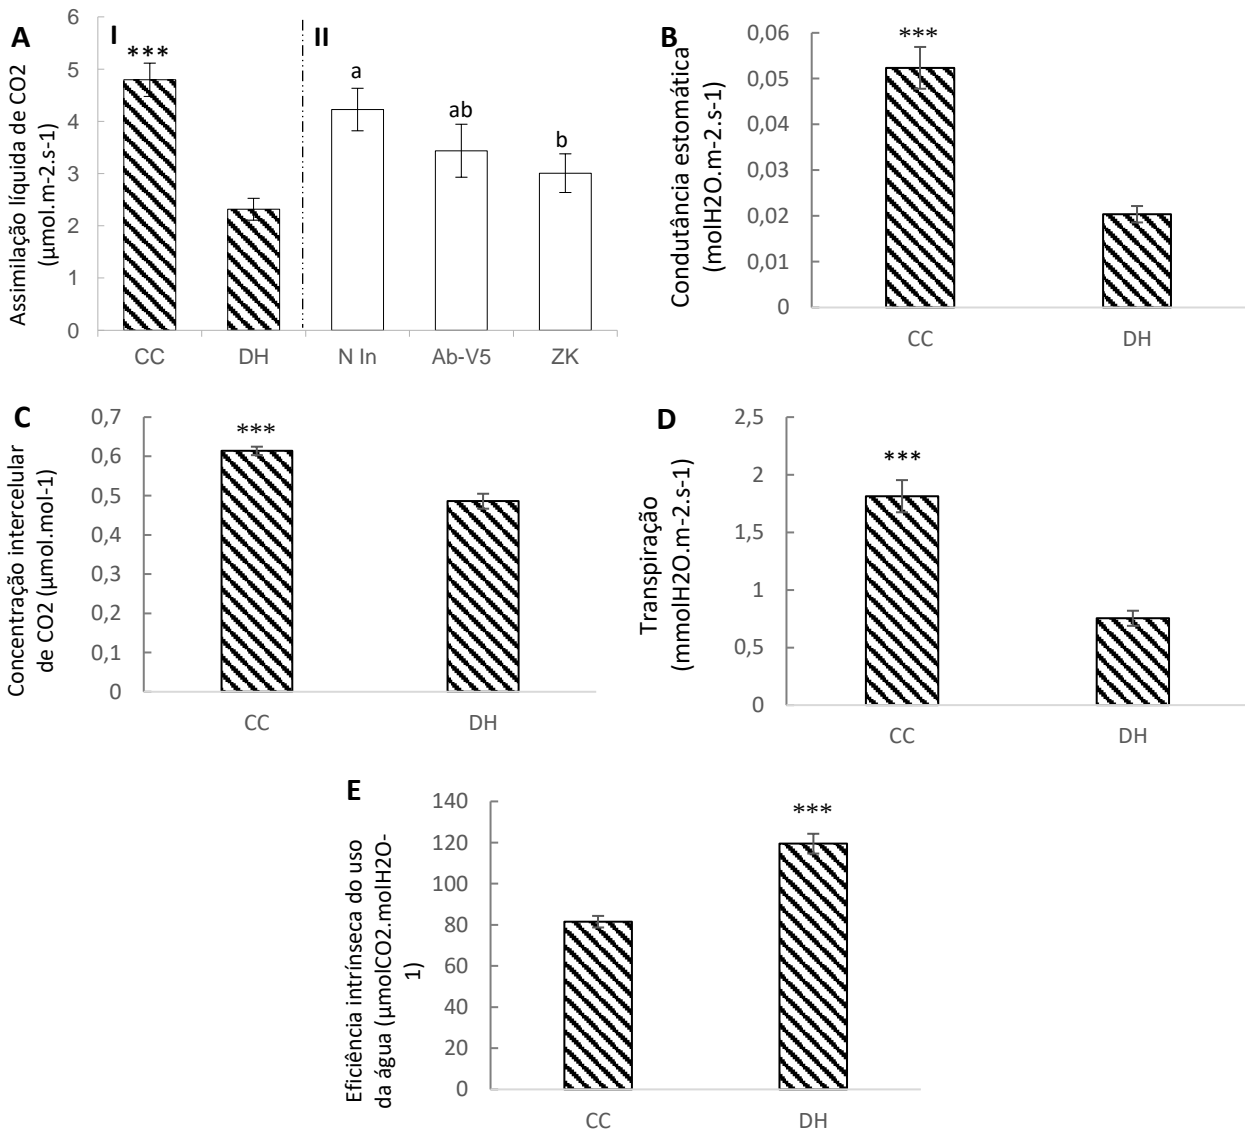 A
I
II
Assimilação líquida de CO2
(µmol.m-2.s-1)
6
5
4
3
2
1
0
***
a
ab
b
CC
DH
N In
Ab-V5
ZK
B
Condutância estomática
(molH2O.m-2.s-1)
0,06
0,05
0,04
0,03
0,02
0,01
0
***
CC
DH
C
Concentração intercelular
de CO2 (µmol.mol-1)
0,7
0,6
0,5
0,4
0,3
0,2
0,1
0
***
CC
DH
D
Transpiração
(mmolH2O.m-2.s-1)
2,5
2
1,5
1
0,5
0
***
CC
DH
E
Eficiência intrínseca do uso
da água (µmolCO2.molH2O-
1)
140
120
100
80
60
40
20
0
***
CC
DH